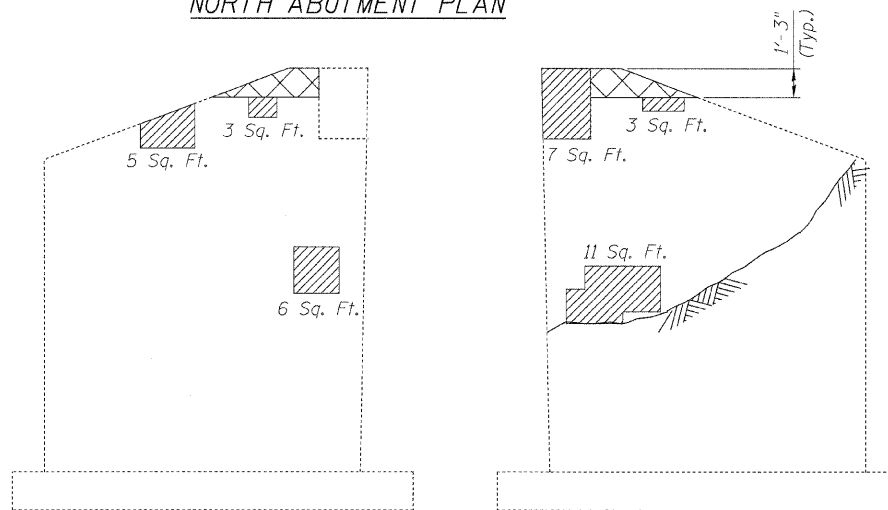 NORTH ABUTMENT PLAN
1'-3"
(Typ.)
3 Sq. Ft.
5 Sq. Ft.
6 Sq. Ft.
3 Sq. Ft.
7 Sq. Ft.
11 Sq. Ft.